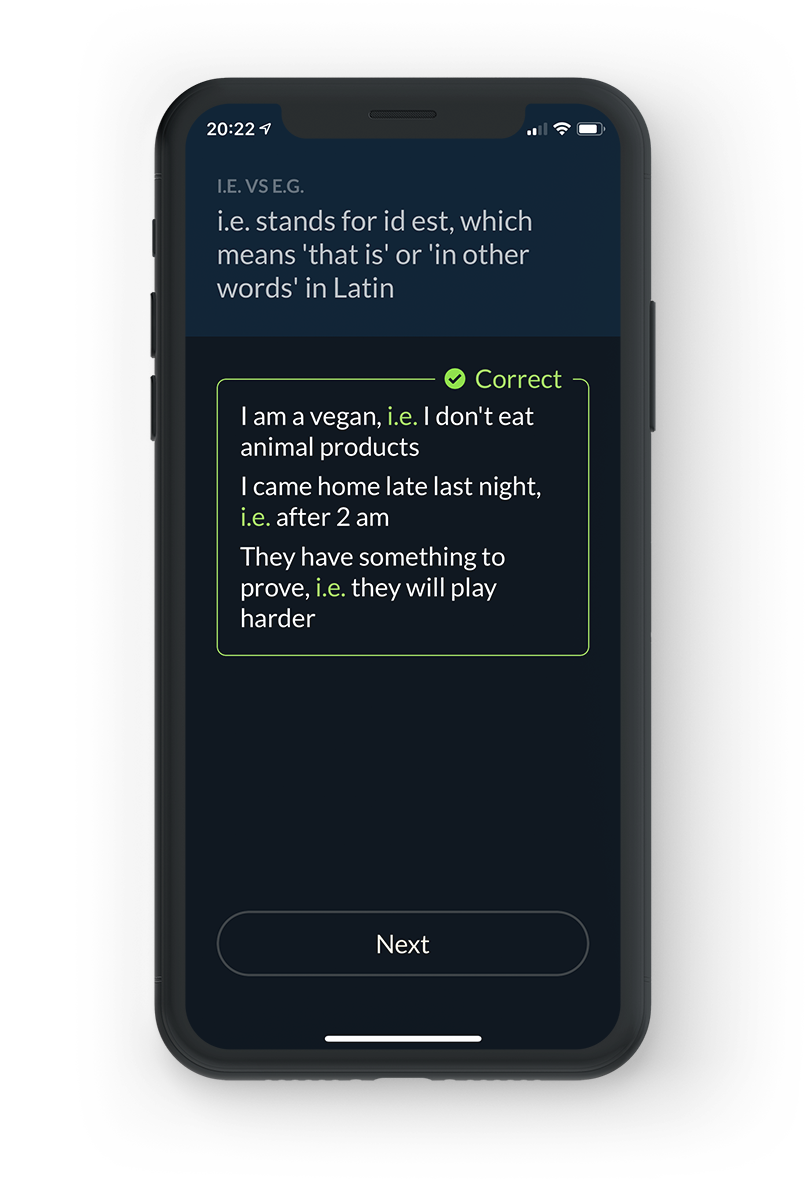 20:22
I.E. VS E.G.
i.e. stands for id est, which
means 'that is' or 'in other
words' in Latin
Correct
I am a vegan, i.e. I don't eat
animal products
I came home late last night,
i.e. after 2 am
They have something to
prove, i.e. they will play
harder
Next